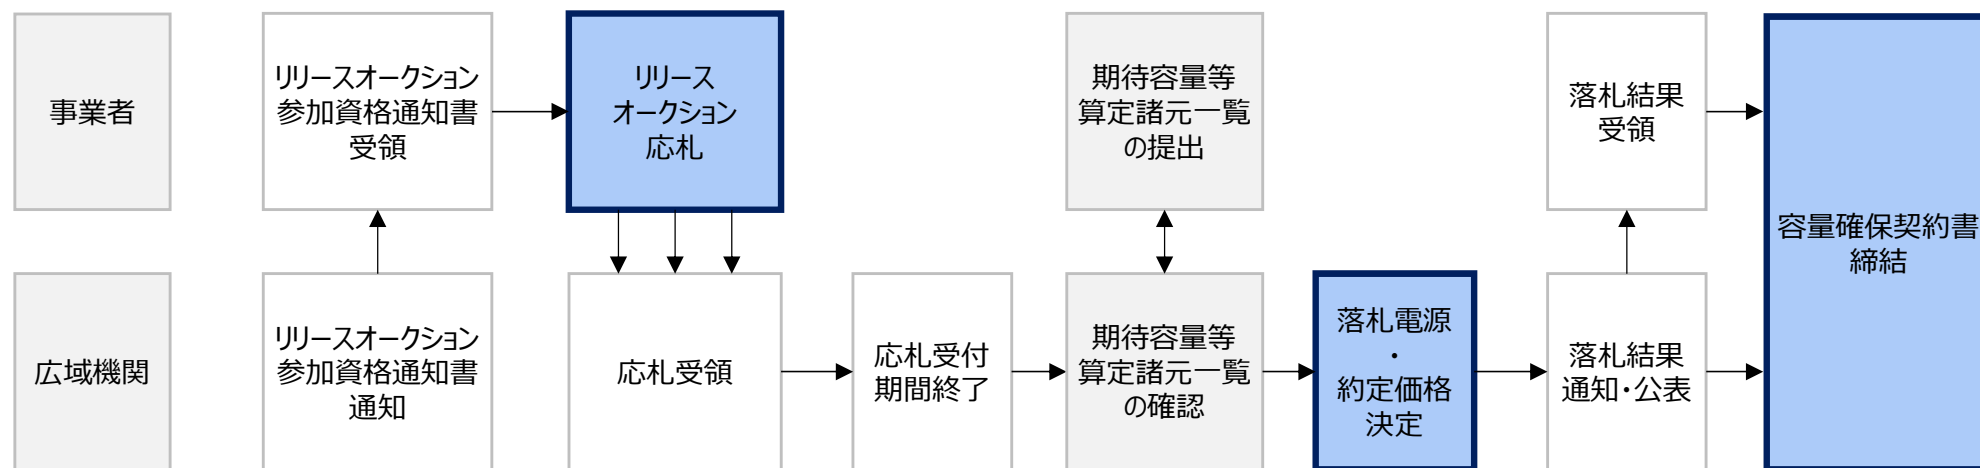 事業者
リリースオークション
参加資格通知書
受領
リリース
オークション
応札
期待容量等
算定諸元一覧
の提出
落札結果
受領
容量確保契約書
締結
広域機関
リリースオークション
参加資格通知書
通知
応札受領
応札受付
期間終了
期待容量等
算定諸元一覧
の確認
落札電源
・
約定価格
決定
落札結果
通知・公表